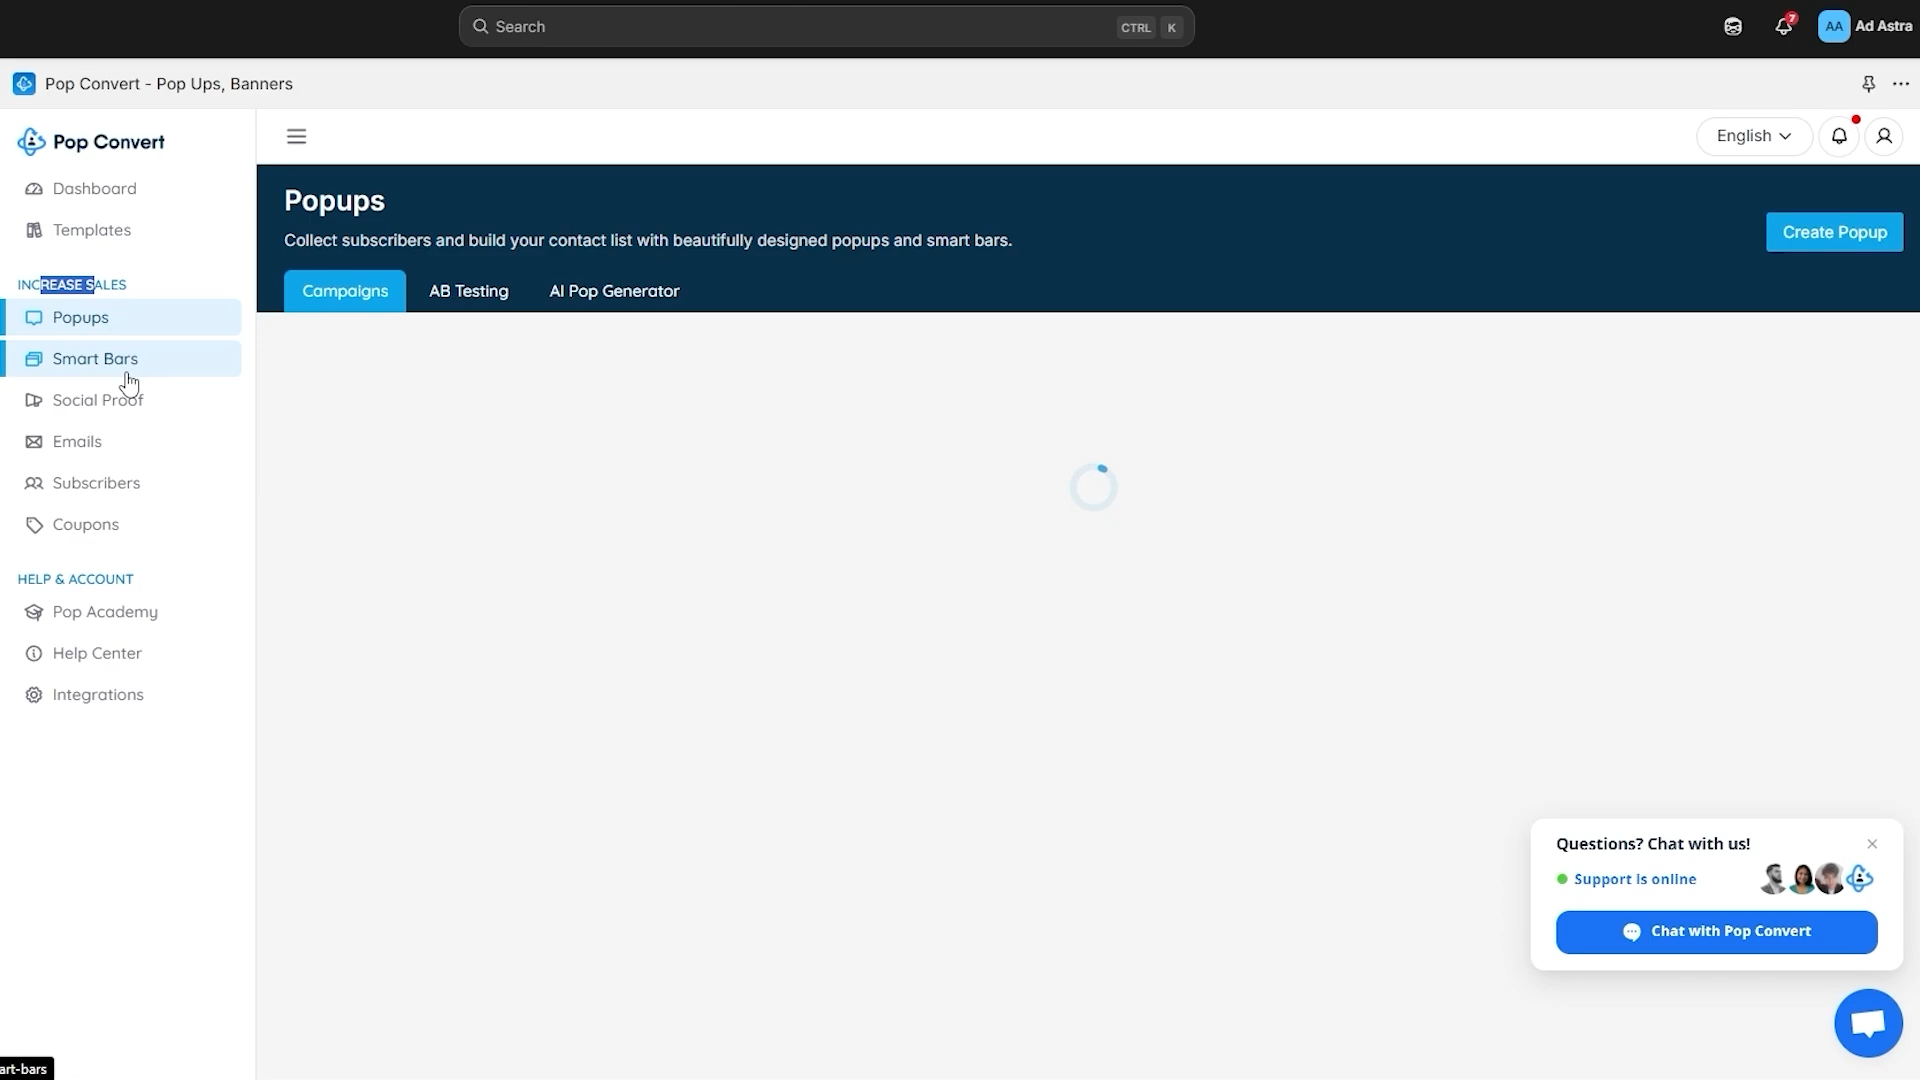 Search
CTRL K
7
AA Ad Astra
Pop Convert - Pop Ups, Banners
Pop Convert
English
Dashboard
Templates
INCREASE SALES
Popups
Smart Bars
Social Proof
Emails
Subscribers
Coupons
HELP & ACCOUNT
Pop Academy
Help Center
Integrations
Popups
Collect subscribers and build your contact list with beautifully designed popups and smart bars.
Create Popup
Campaigns AB Testing AI Pop Generator
Questions? Chat with us!
Support is online
Chat with Pop Convert
art-bars